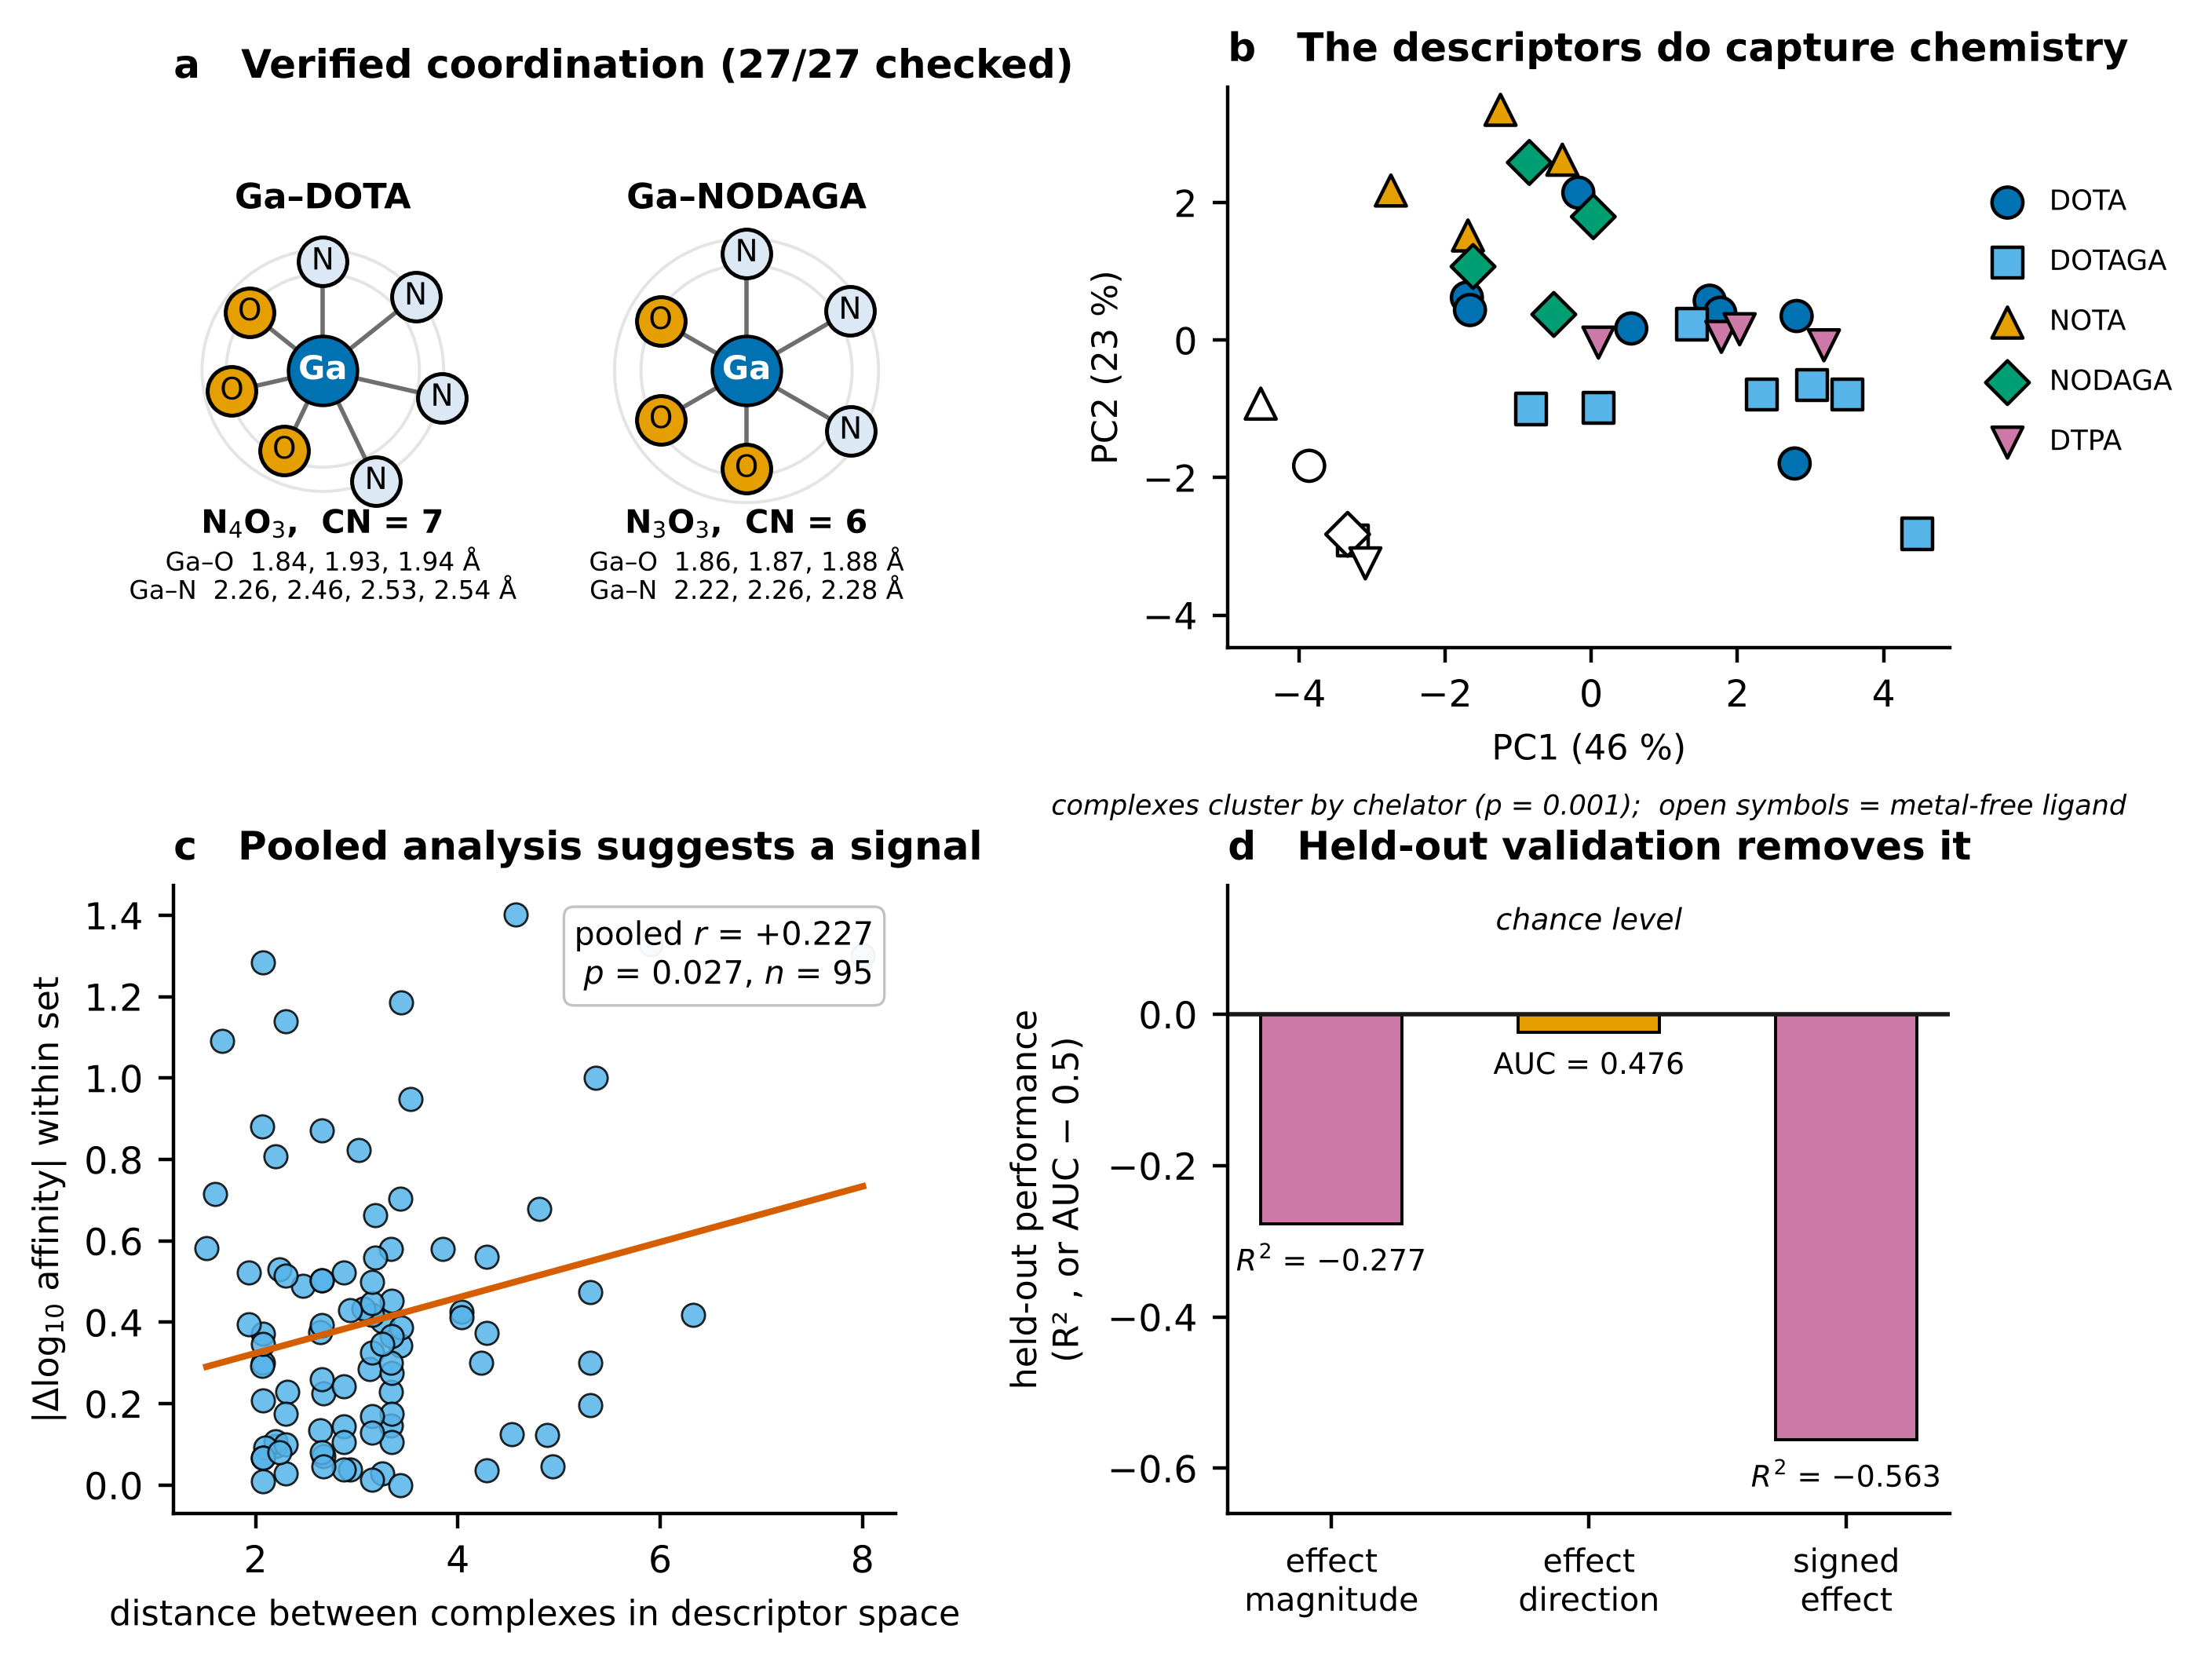 a Verified coordination (27/27 checked)
Ga–DOTA
N
N
O
Ga
O
N
O
N
N₄O₃, CN = 7
Ga–O 1.84, 1.93, 1.94 Å
Ga–N 2.26, 2.46, 2.53, 2.54 Å
Ga–NODAGA
N
O
N
Ga
O
N
O
N₃O₃, CN = 6
Ga–O 1.86, 1.87, 1.88 Å
Ga–N 2.22, 2.26, 2.28 Å
b The descriptors do capture chemistry
PC2 (23 %)
2
0
−2
−4
−4 −2 0 2 4
PC1 (46 %)
DOTA
DOTAGA
NOTA
NODAGA
DTPA
complexes cluster by chelator (p = 0.001); open symbols = metal-free ligand
c Pooled analysis suggests a signal
|Δlog₁₀ affinity| within set
1.4
1.2
1.0
0.8
0.6
0.4
0.2
0.0
pooled r = +0.227
p = 0.027, n = 95
2 4 6 8
distance between complexes in descriptor space
d Held-out validation removes it
held-out performance
(R² , or AUC − 0.5)
0.0
−0.2
−0.4
−0.6
chance level
R² = −0.277
AUC = 0.476
R² = −0.563
effect
magnitude
effect
direction
signed
effect